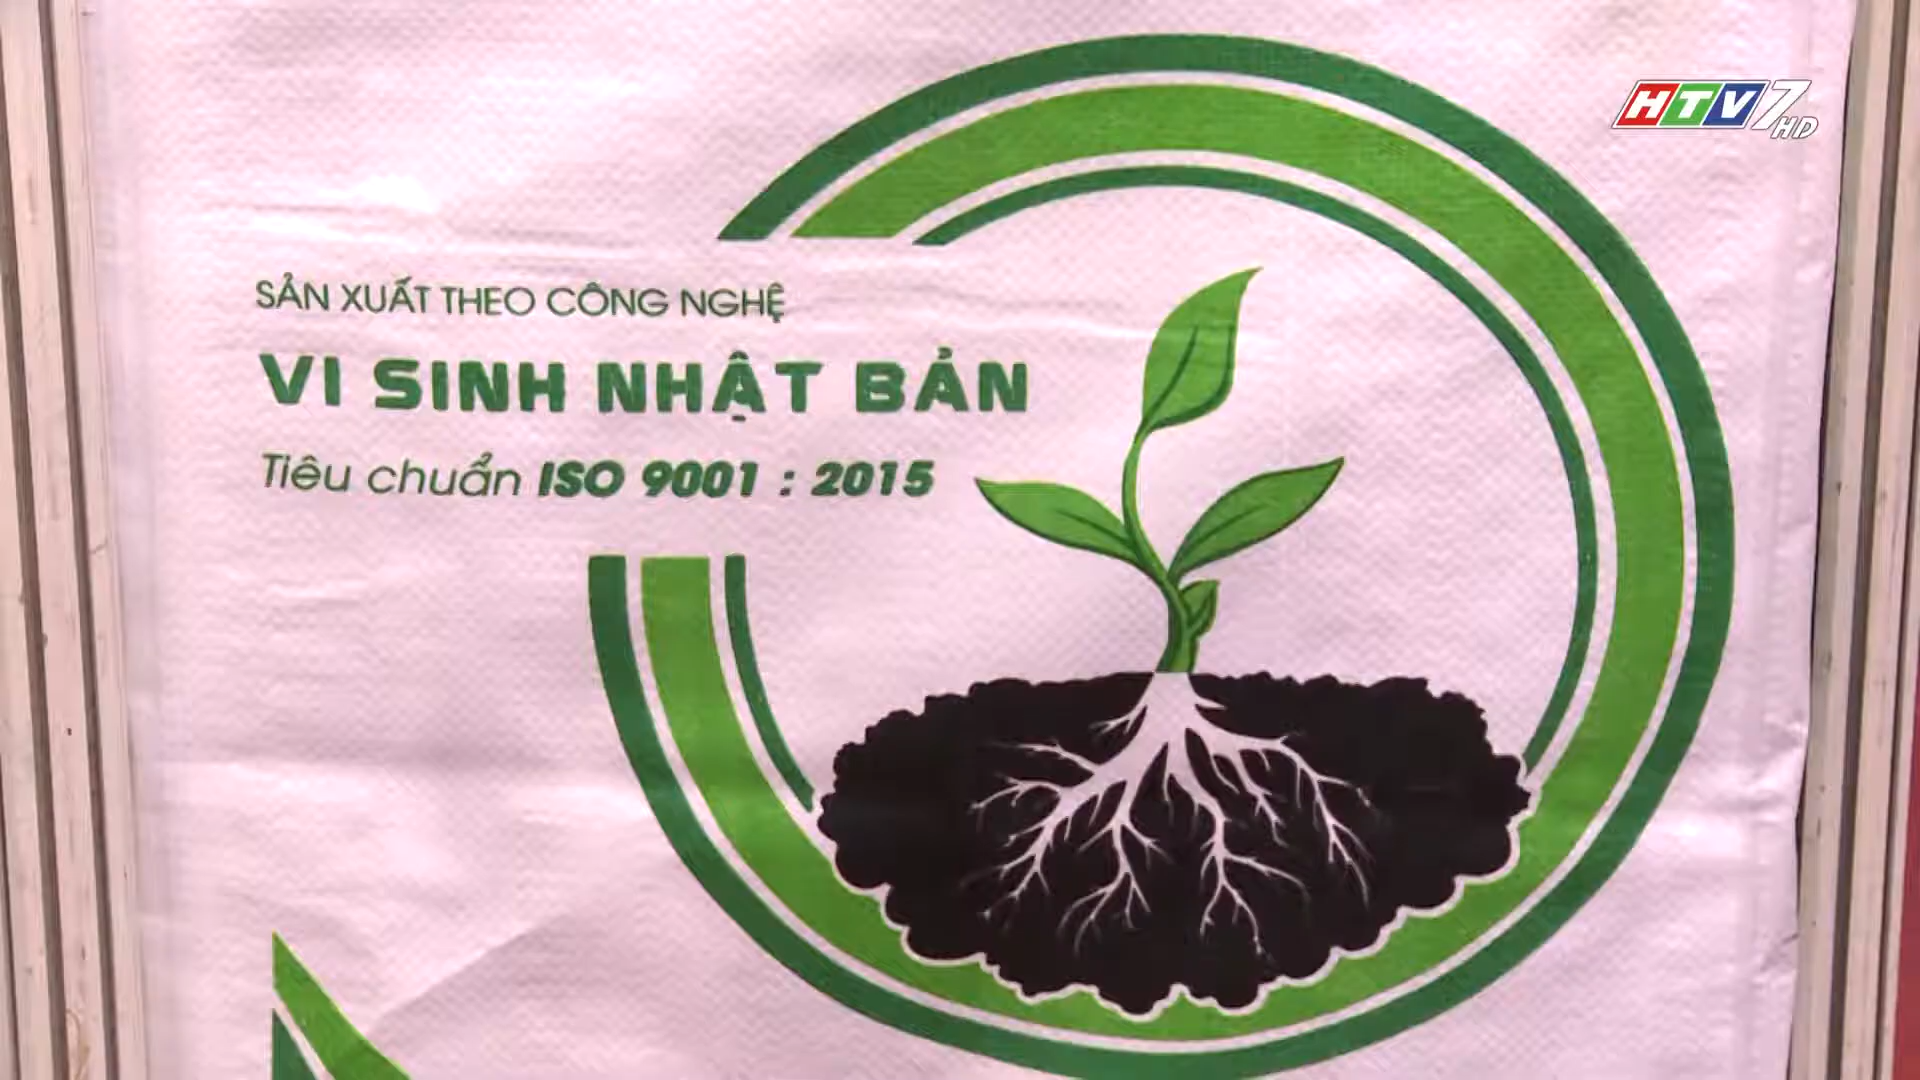 HTV7 HD
SẢN XUẤT THEO CÔNG NGHỆ
VI SINH NHẬT BẢN
Tiêu chuẩn ISO 9001 : 2015